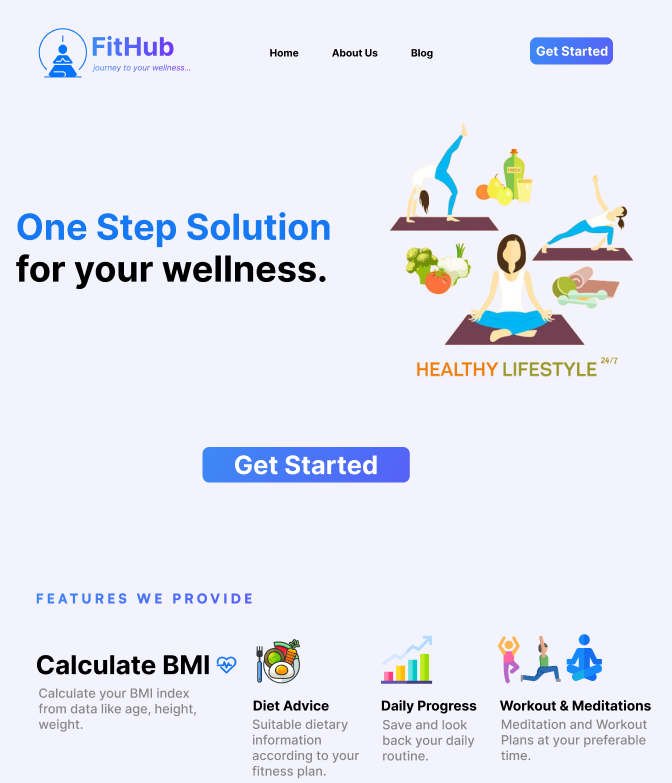 FitHub
journey to your wellness...
Home
About Us
Blog
Get Started
One Step Solution
for your wellness.
HEALTHY LIFESTYLE 24/7
Get Started
FEATURES WE PROVIDE
Calculate BMI
Calculate your BMI index
from data like age, height,
weight.
Diet Advice
Suitable dietary
information
according to your
fitness plan.
Daily Progress
Save and look
back your daily
routine.
Workout & Meditations
Meditation and Workout
Plans at your preferable
time.